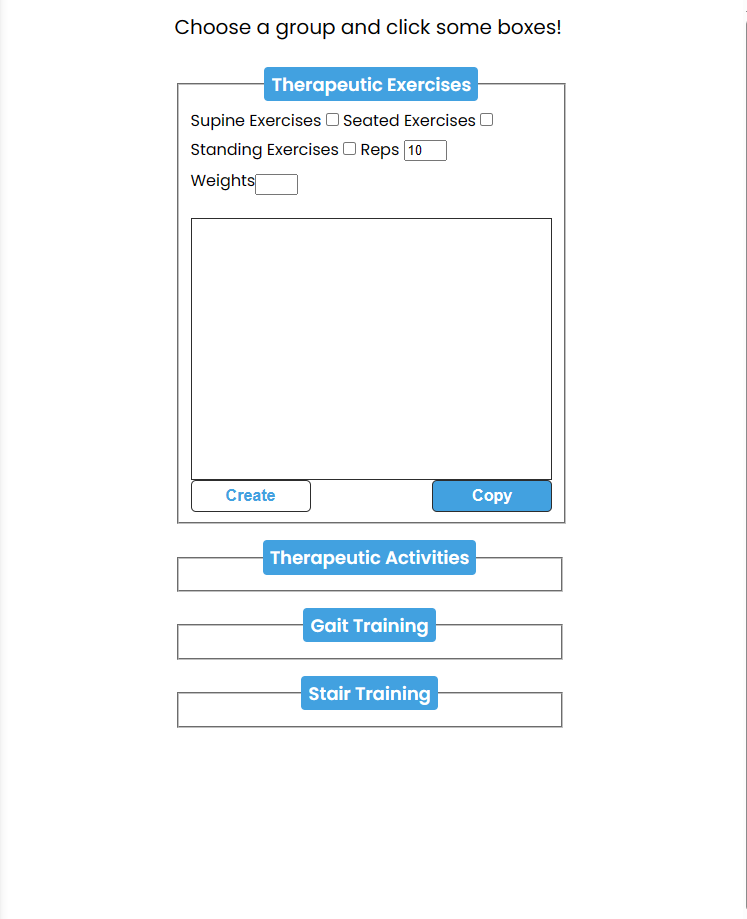 Choose a group and click some boxes!
Therapeutic Exercises
Supine Exercises Seated Exercises
Standing Exercises Reps 10
Weights
Create Copy
Therapeutic Activities
Gait Training
Stair Training